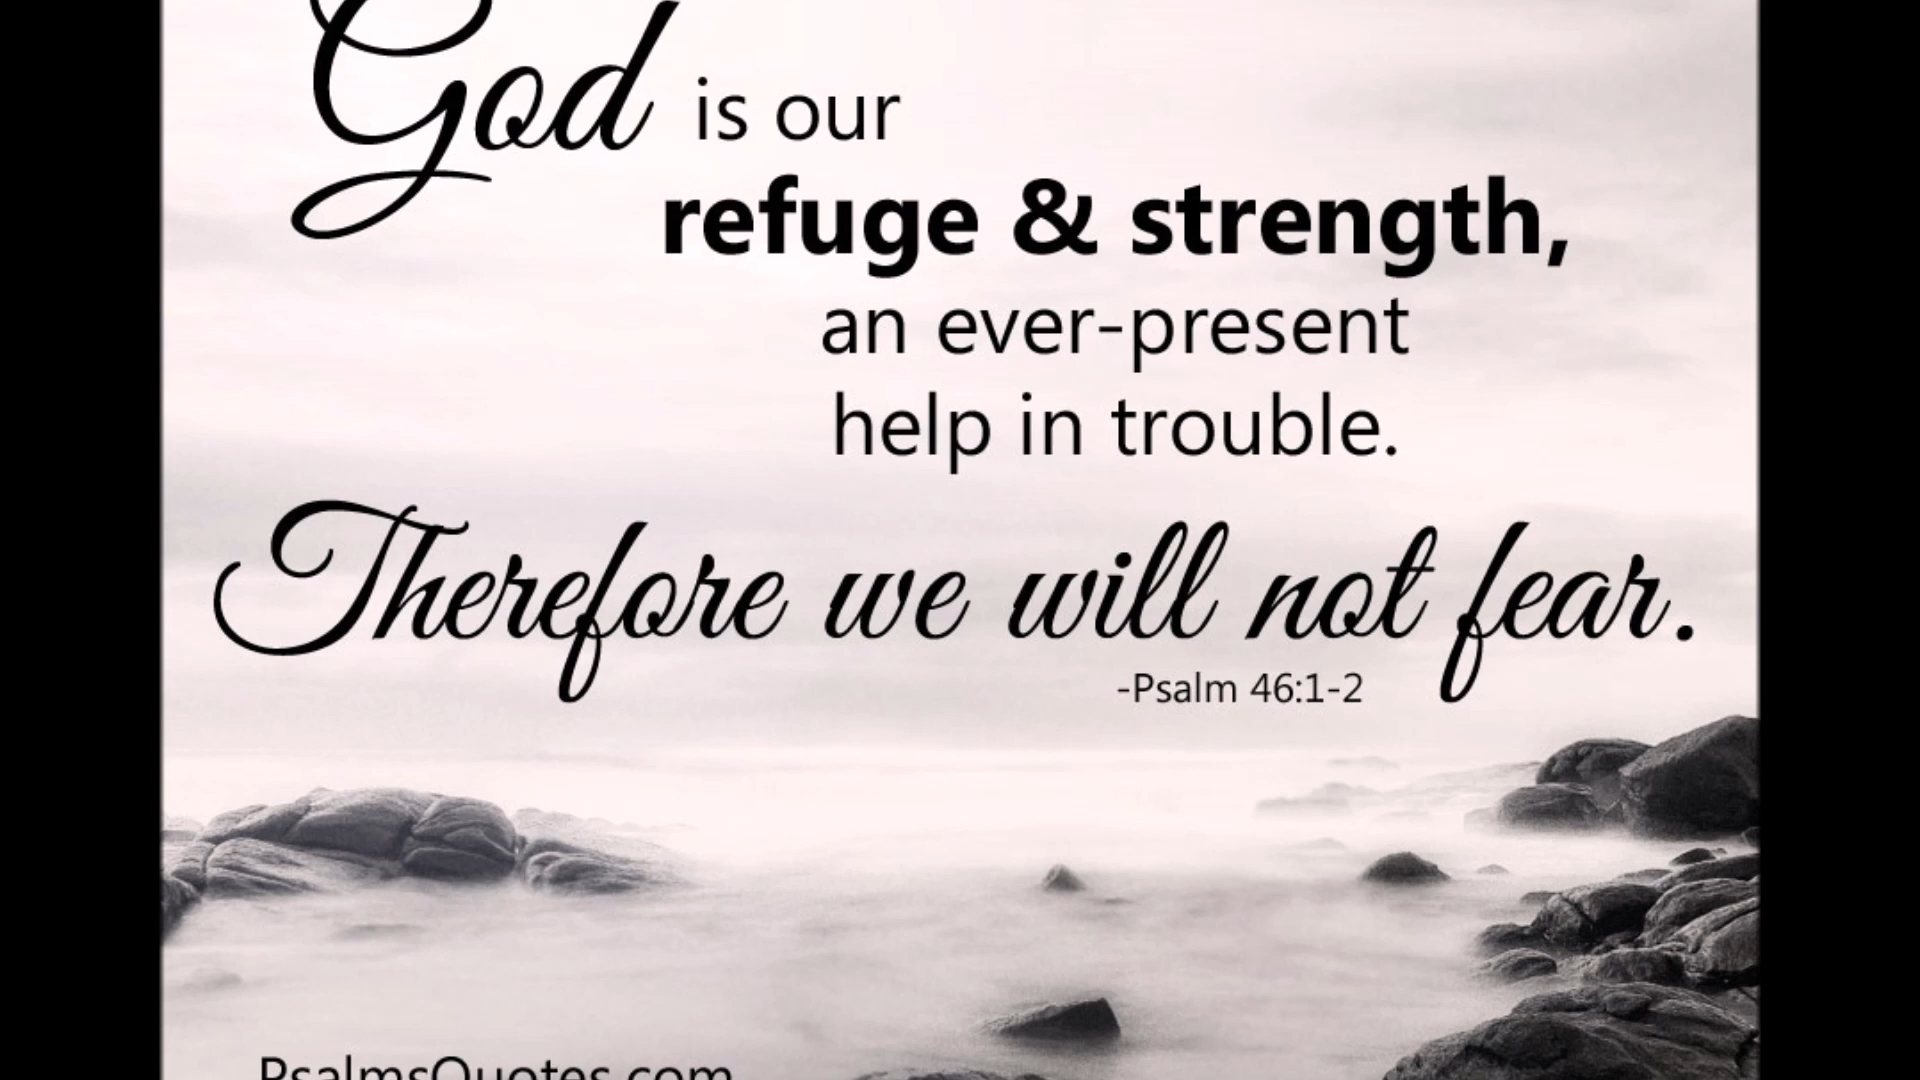 God is our
refuge & strength,
an ever-present
help in trouble.
Therefore we will not fear.
-Psalm 46:1-2
PsalmsQuotes.com